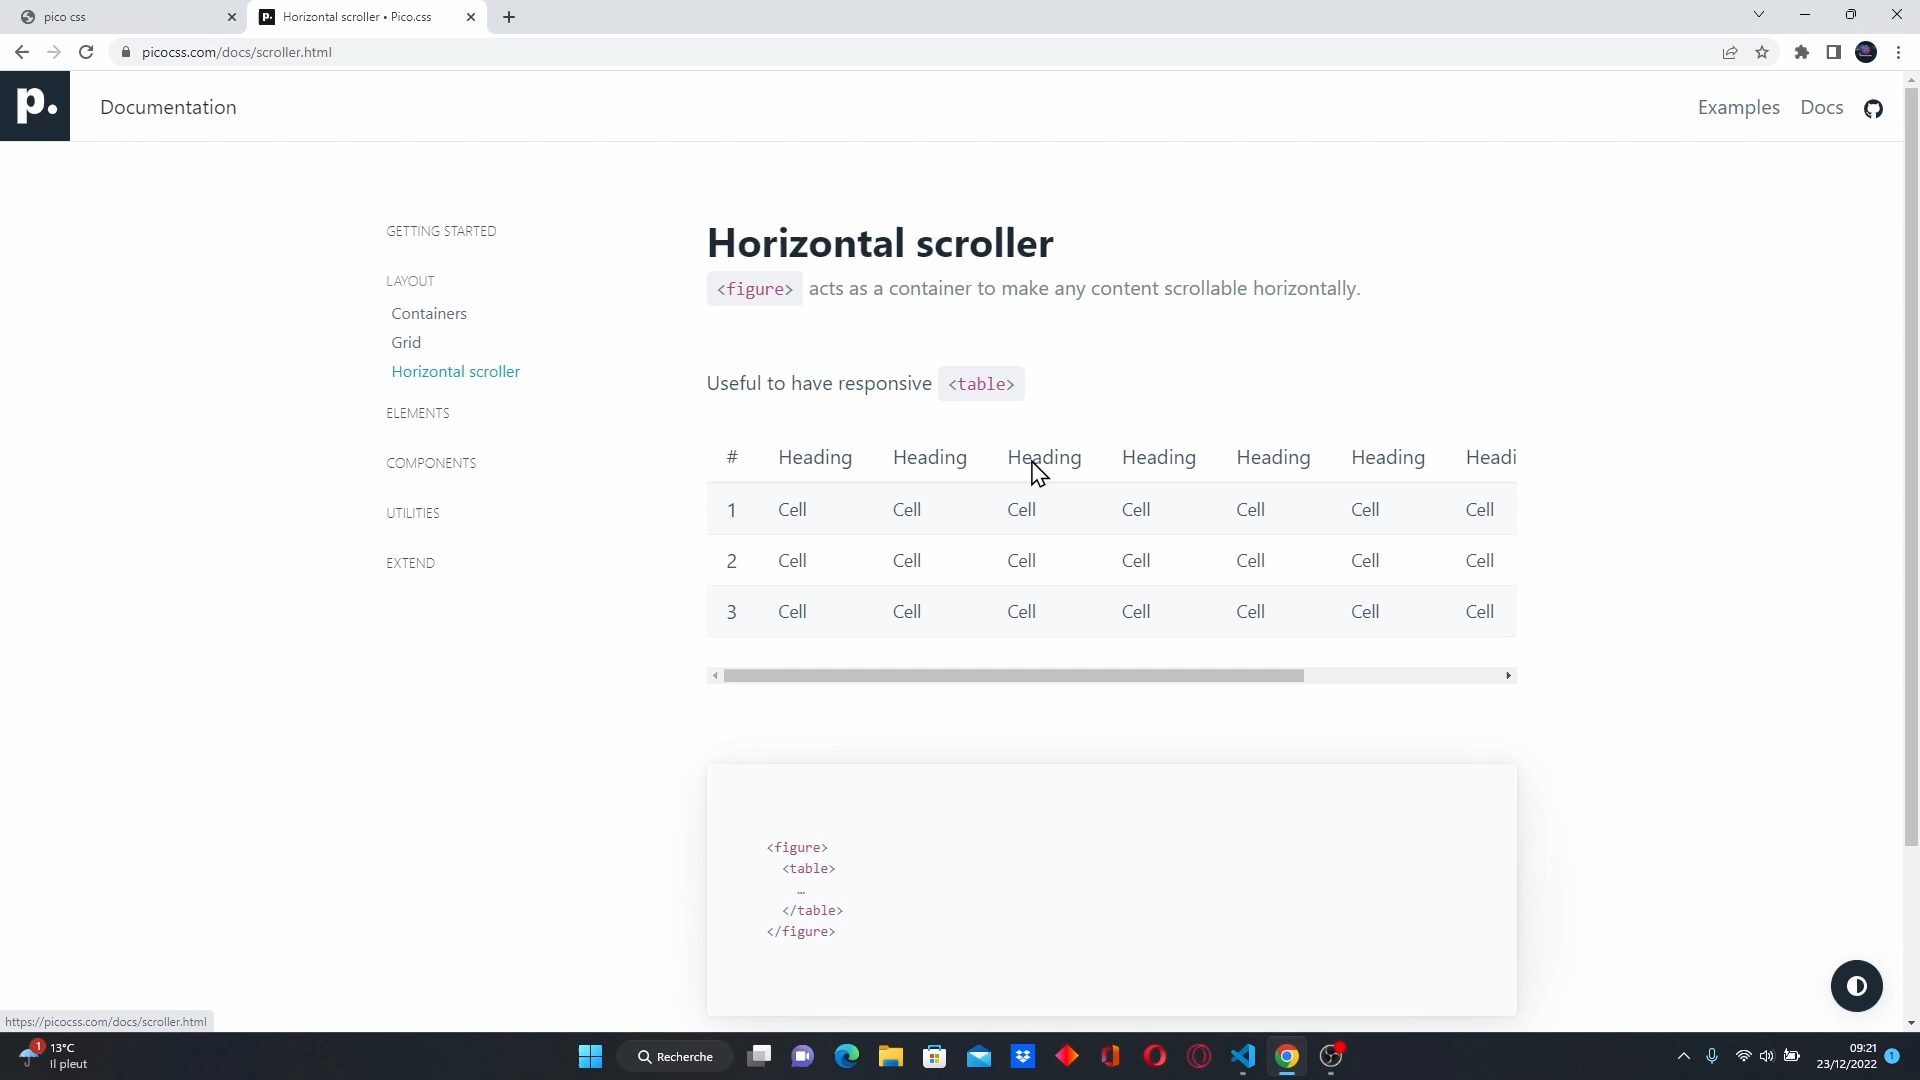 pico css
p. Horizontal scroller • Pico.css
picocss.com/docs/scroller.html
p. Documentation
Examples Docs
GETTING STARTED
LAYOUT
Containers
Grid
Horizontal scroller
ELEMENTS
COMPONENTS
UTILITIES
EXTEND
Horizontal scroller
<figure> acts as a container to make any content scrollable horizontally.
Useful to have responsive <table>
# Heading Heading Heading Heading Heading Heading Headi
1 Cell Cell Cell Cell Cell Cell Cell
2 Cell Cell Cell Cell Cell Cell Cell
3 Cell Cell Cell Cell Cell Cell Cell
<figure>
<table>
…
</table>
</figure>
https://picocss.com/docs/scroller.html
1 13°C
Il pleut
Recherche
09:21
23/12/2022
1